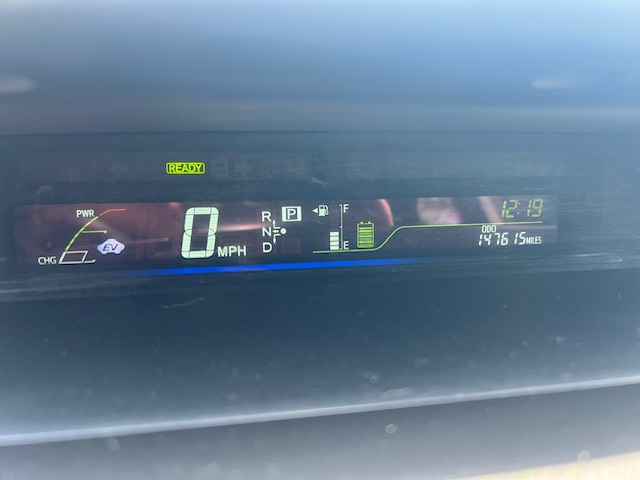 READY
PWR
CHG
EV
0 MPH
R
N
D
P
F
E
12:19
ODO
147615 MILES